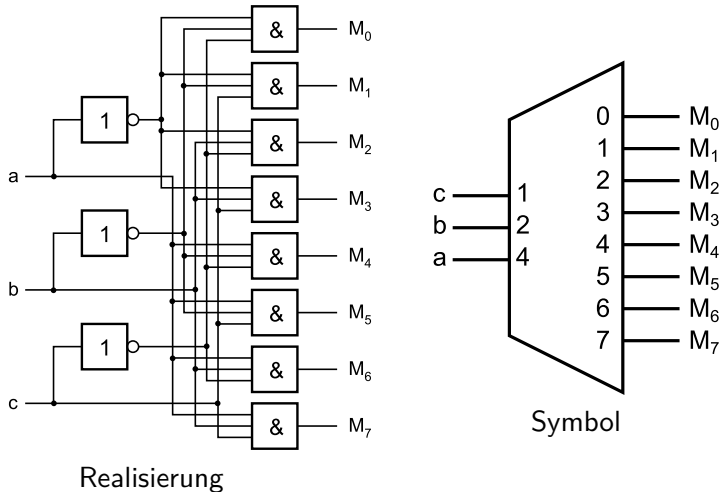 & M₀
& M₁
1
& M₂
a
& M₃
1
& M₄
b
& M₅
1
& M₆
c
& M₇
Realisierung
0 M₀
1 M₁
2 M₂
c 1 3 M₃
b 2 4 M₄
a 4 5 M₅
6 M₆
7 M₇
Symbol